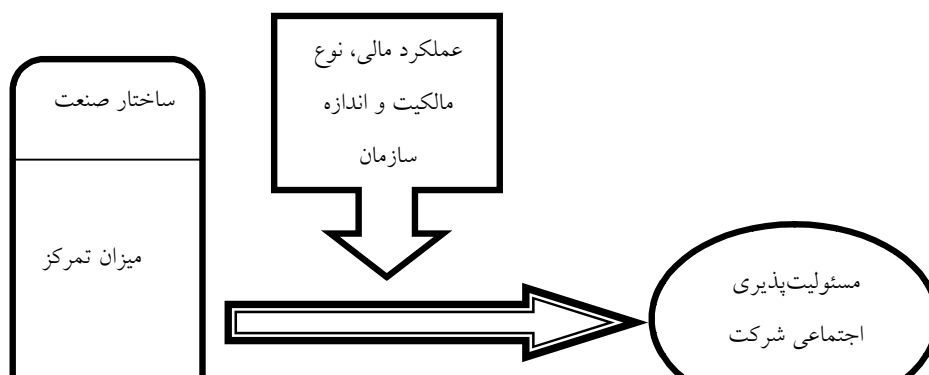 عملکرد مالی، نوع
مالکیت و اندازه
سازمان
ساختار صنعت
میزان تمرکز
مسئولیت‌پذیری
اجتماعی شرکت